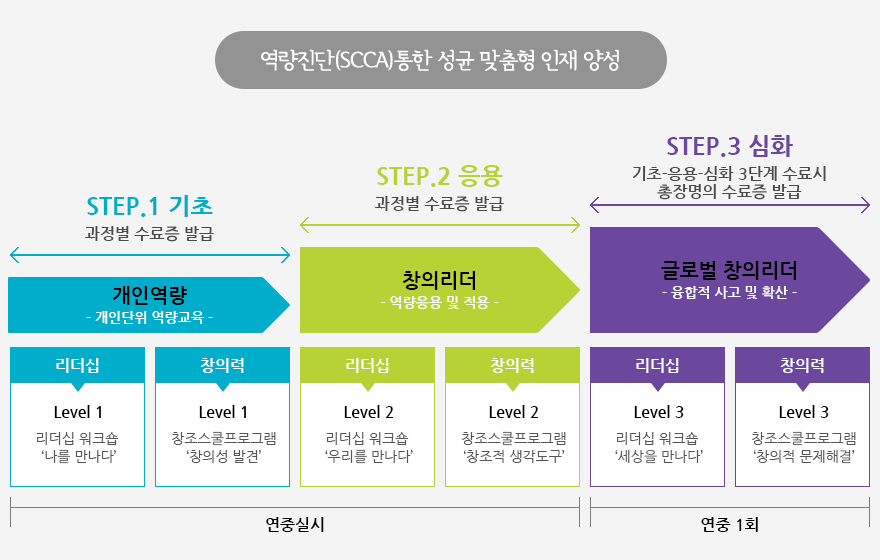 역량진단(SCCA)통한 성균 맞춤형 인재 양성
STEP.1 기초
과정별 수료증 발급
개인역량
- 개인단위 역량교육 -
STEP.2 응용
과정별 수료증 발급
창의리더
- 역량응용 및 적용 -
STEP.3 심화
기초-응용-심화 3단계 수료시
총장명의 수료증 발급
글로벌 창의리더
- 융합적 사고 및 확산 -
리더십
Level 1
리더십 워크숍
‘나를 만나다’
창의력
Level 1
창조스쿨프로그램
‘창의성 발견’
리더십
Level 2
리더십 워크숍
‘우리를 만나다’
창의력
Level 2
창조스쿨프로그램
‘창조적 생각도구’
리더십
Level 3
리더십 워크숍
‘세상을 만나다’
창의력
Level 3
창조스쿨프로그램
‘창의적 문제해결’
연중실시
연중 1회